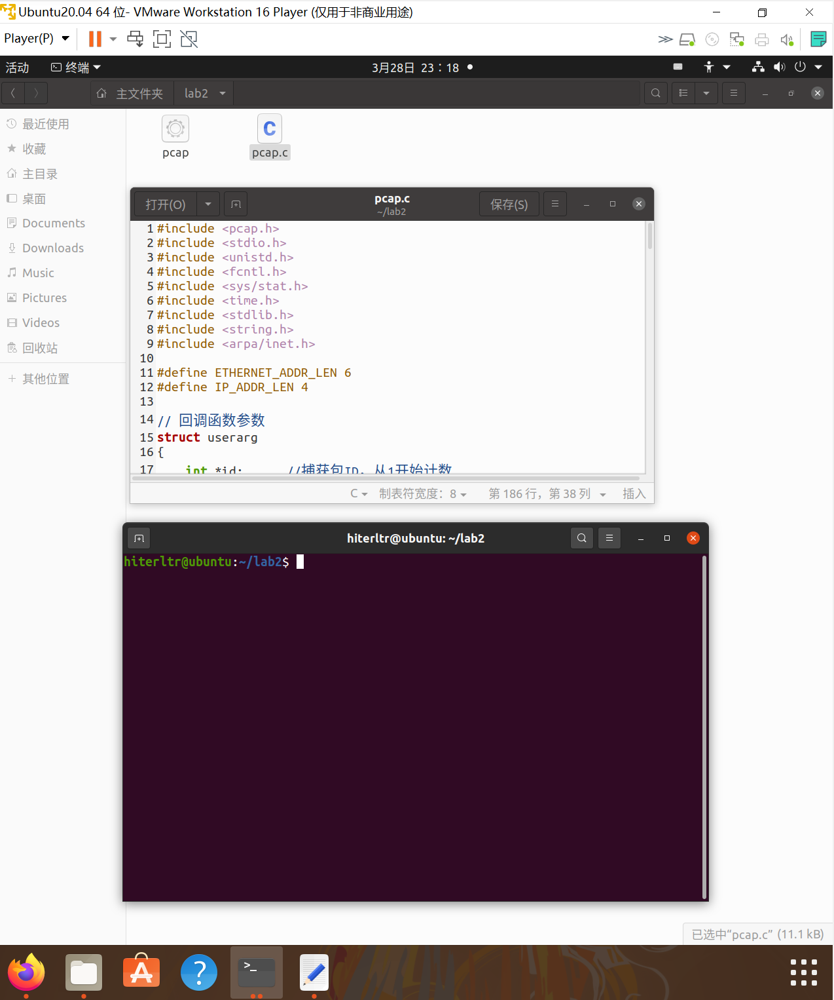 Ubuntu20.04 64 位- VMware Workstation 16 Player (仅用于非商业用途)
Player(P)
活动 终端 3月28日 23：18
主文件夹 lab2
最近使用
收藏
主目录
桌面
Documents
Downloads
Music
Pictures
Videos
回收站
其他位置
pcap pcap.c
打开(O) pcap.c 保存(S)
~/lab2
1 #include <pcap.h>
2 #include <stdio.h>
3 #include <unistd.h>
4 #include <fcntl.h>
5 #include <sys/stat.h>
6 #include <time.h>
7 #include <stdlib.h>
8 #include <string.h>
9 #include <arpa/inet.h>
10
11 #define ETHERNET_ADDR_LEN 6
12 #define IP_ADDR_LEN 4
13
14 // 回调函数参数
15 struct userarg
16 {
17 int *id; //捕获包ID，从1开始计数
C 制表符宽度：8 第 186 行，第 38 列 插入
hiterltr@ubuntu: ~/lab2
hiterltr@ubuntu:~/lab2$
已选中“pcap.c” (11.1 kB)